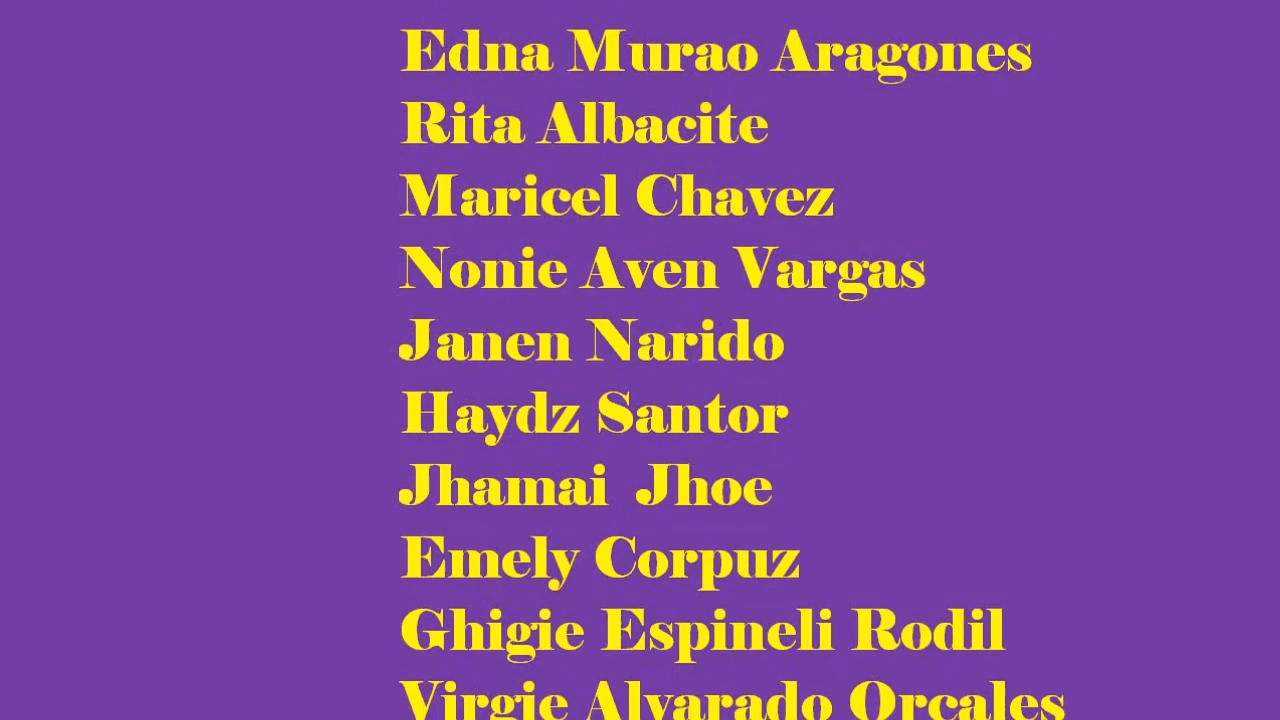 Edna Murao Aragones
Rita Albacite
Maricel Chavez
Nonie Aven Vargas
Janen Narido
Haydz Santor
Jhamai  Jhoe
Emely Corpuz
Ghigie Espineli Rodil
Virgie Alvarado Orcales